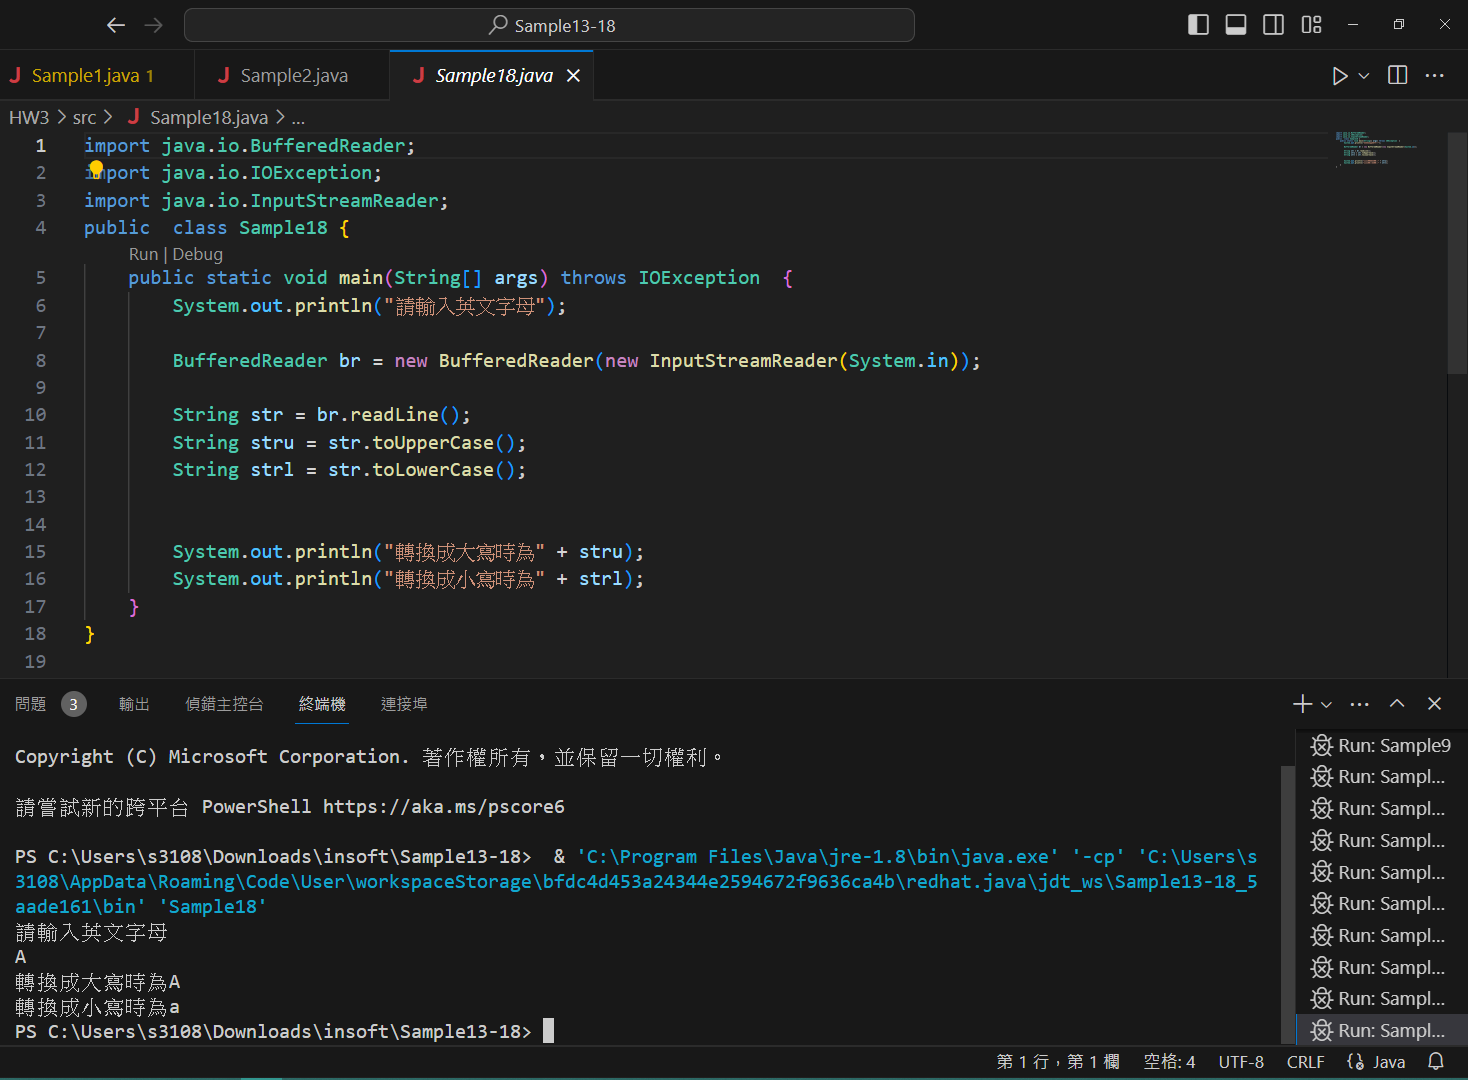 Sample13-18
Sample1.java 1
Sample2.java
Sample18.java
HW3 > src > Sample18.java > ...
1 import java.io.BufferedReader;
2 import java.io.IOException;
3 import java.io.InputStreamReader;
4 public  class Sample18 {
Run | Debug
5     public static void main(String[] args) throws IOException  {
6         System.out.println("請輸入英文字母");
7
8         BufferedReader br = new BufferedReader(new InputStreamReader(System.in));
9
10         String str = br.readLine();
11         String stru = str.toUpperCase();
12         String strl = str.toLowerCase();
13
14
15         System.out.println("轉換成大寫時為" + stru);
16         System.out.println("轉換成小寫時為" + strl);
17     }
18 }
19
問題 3 輸出 偵錯主控台 終端機 連接埠
Copyright (C) Microsoft Corporation. 著作權所有，並保留一切權利。
請嘗試新的跨平台 PowerShell https://aka.ms/pscore6
PS C:\Users\s3108\Downloads\insoft\Sample13-18>  & 'C:\Program Files\Java\jre-1.8\bin\java.exe' '-cp' 'C:\Users\s
3108\AppData\Roaming\Code\User\workspaceStorage\bfdc4d453a24344e2594672f9636ca4b\redhat.java\jdt_ws\Sample13-18_5
aade161\bin' 'Sample18'
請輸入英文字母
A
轉換成大寫時為A
轉換成小寫時為a
PS C:\Users\s3108\Downloads\insoft\Sample13-18>
Run: Sample9
Run: Sampl...
Run: Sampl...
Run: Sampl...
Run: Sampl...
Run: Sampl...
Run: Sampl...
Run: Sampl...
Run: Sampl...
Run: Sampl...
第 1 行，第 1 欄 空格: 4 UTF-8 CRLF Java